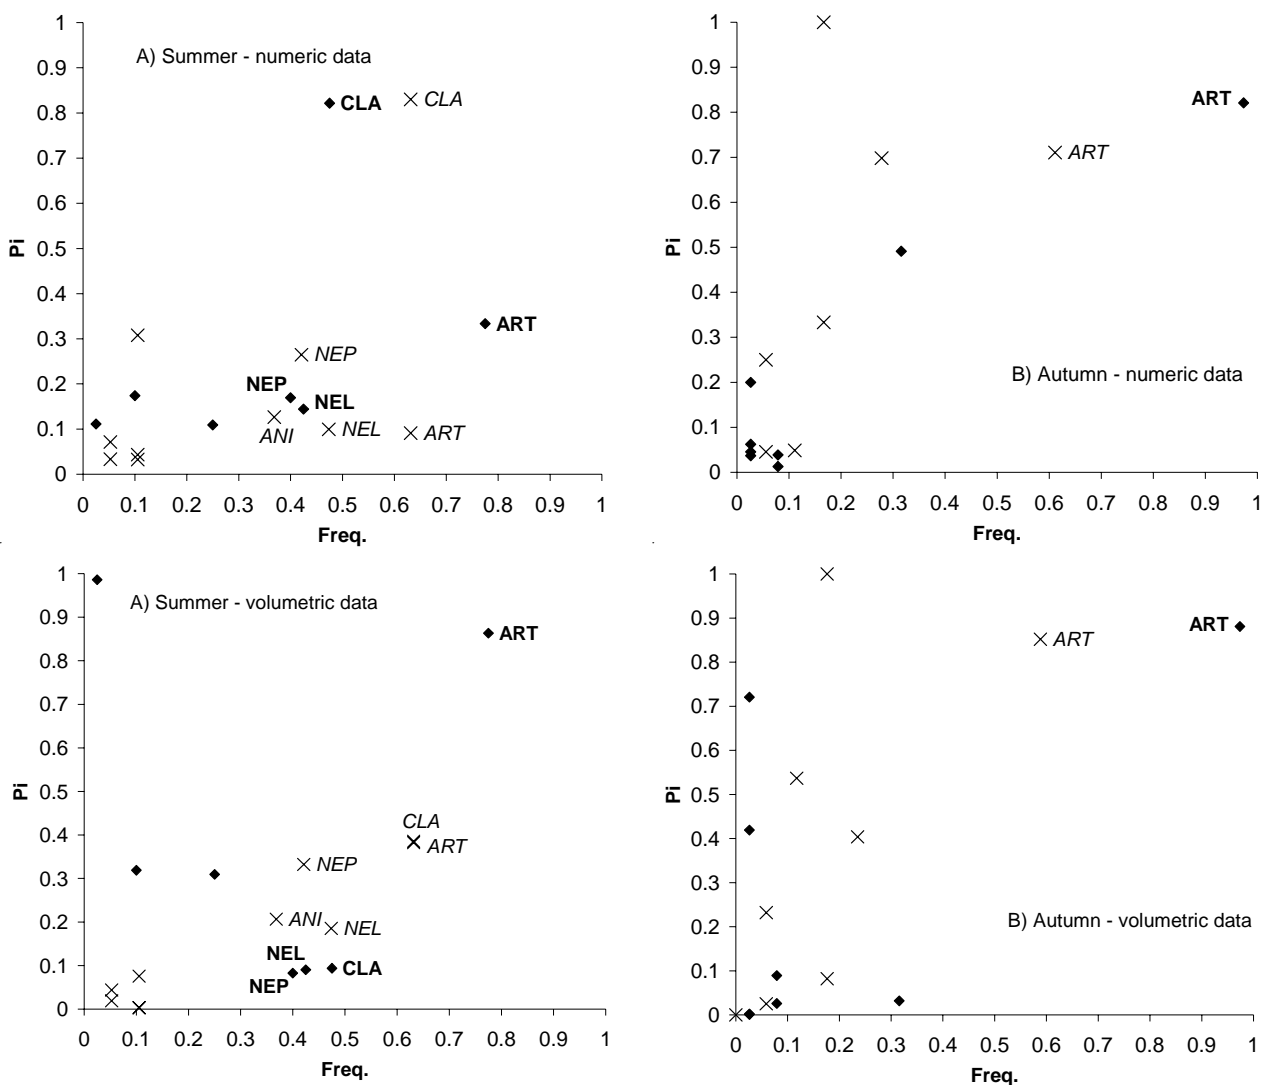 A) Summer - numeric data
1
0.9
0.8
0.7
0.6
0.5
0.4
0.3
0.2
0.1
0
Pi
CLA
CLA
ART
NEP
NEP
NEL
ANI
NEL
ART
0 0.1 0.2 0.3 0.4 0.5 0.6 0.7 0.8 0.9 1
Freq.
1
0.9
0.8
0.7
0.6
0.5
0.4
0.3
0.2
0.1
0
Pi
ART
ART
B) Autumn - numeric data
0 0.1 0.2 0.3 0.4 0.5 0.6 0.7 0.8 0.9 1
Freq.
A) Summer - volumetric data
1
0.9
0.8
0.7
0.6
0.5
0.4
0.3
0.2
0.1
0
Pi
ART
CLA
ART
NEP
ANI
NEL
NEL
CLA
NEP
0 0.1 0.2 0.3 0.4 0.5 0.6 0.7 0.8 0.9 1
Freq.
1
0.9
0.8
0.7
0.6
0.5
0.4
0.3
0.2
0.1
0
Pi
ART
ART
B) Autumn - volumetric data
0 0.1 0.2 0.3 0.4 0.5 0.6 0.7 0.8 0.9 1
Freq.